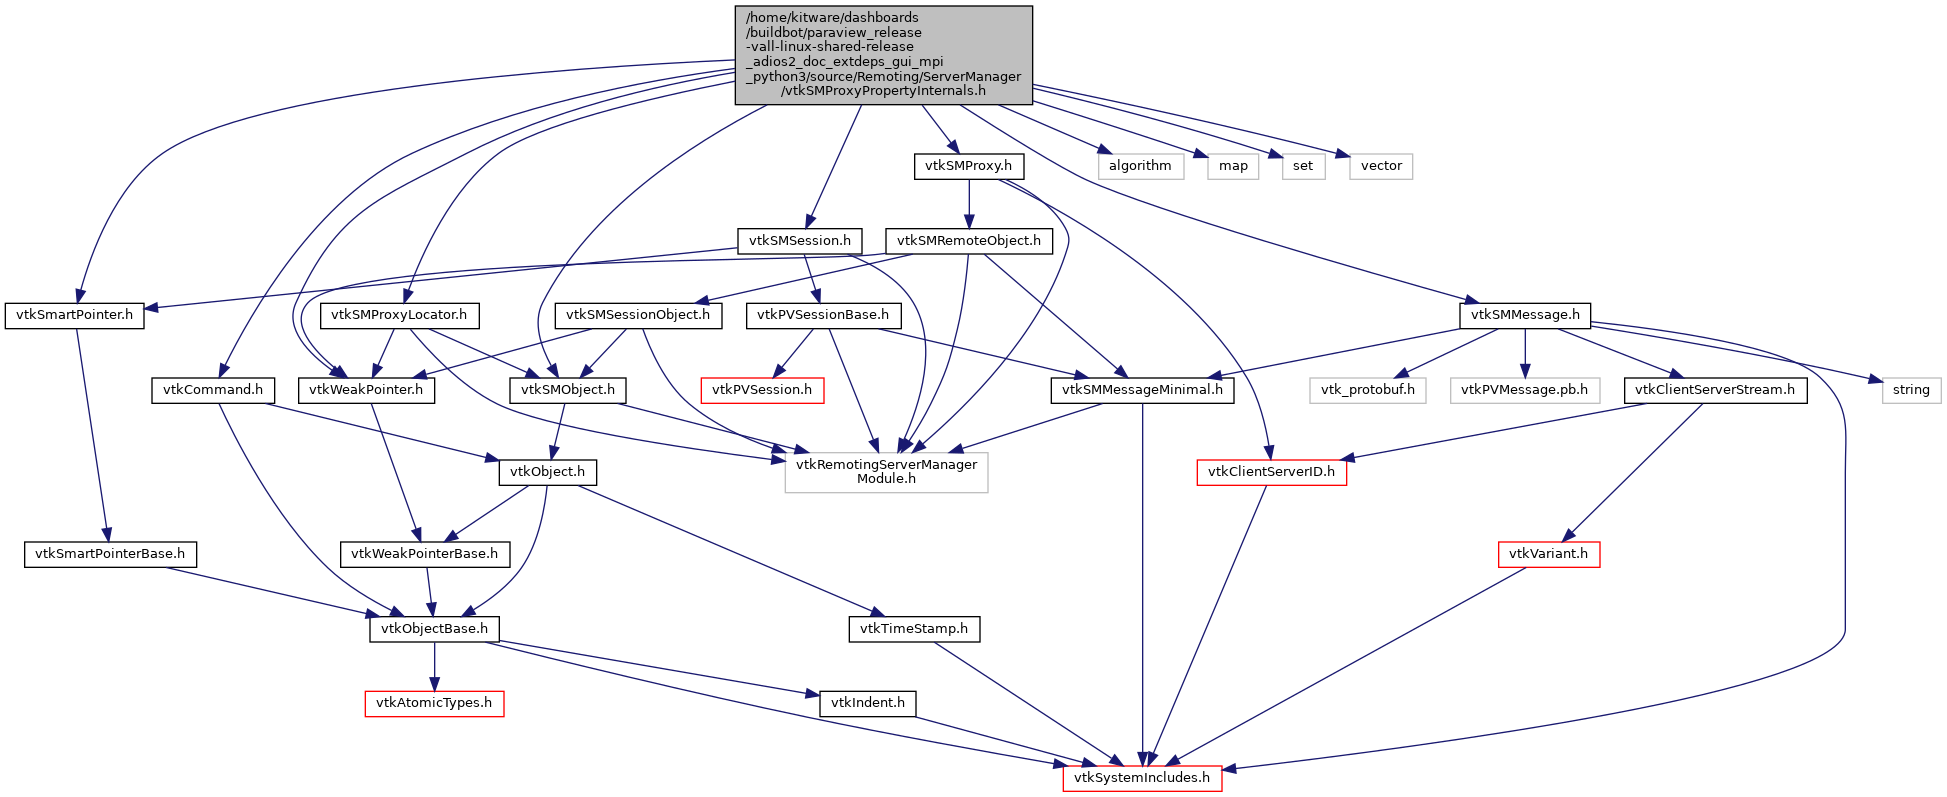 /home/kitware/dashboards
/buildbot/paraview_release
-vall-linux-shared-release
_adios2_doc_extdeps_gui_mpi
_python3/source/Remoting/ServerManager
/vtkSMProxyPropertyInternals.h
vtkSMProxy.h
algorithm
map
set
vector
vtkSMSession.h
vtkSMRemoteObject.h
vtkSmartPointer.h
vtkSMProxyLocator.h
vtkSMSessionObject.h
vtkPVSessionBase.h
vtkSMMessage.h
vtkCommand.h
vtkWeakPointer.h
vtkSMObject.h
vtkPVSession.h
vtkSMMessageMinimal.h
vtk_protobuf.h
vtkPVMessage.pb.h
vtkClientServerStream.h
string
vtkObject.h
vtkRemotingServerManager
Module.h
vtkClientServerID.h
vtkSmartPointerBase.h
vtkWeakPointerBase.h
vtkVariant.h
vtkObjectBase.h
vtkTimeStamp.h
vtkAtomicTypes.h
vtkIndent.h
vtkSystemIncludes.h